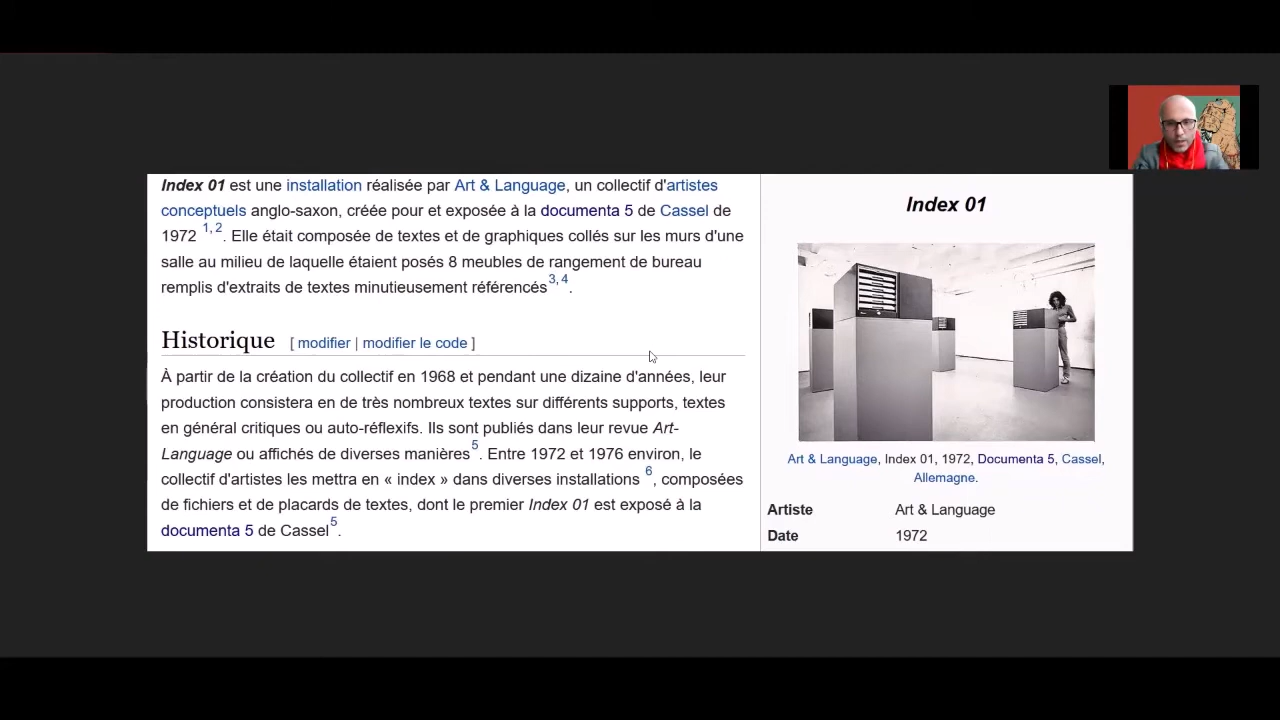 Index 01 est une installation réalisée par Art & Language, un collectif d'artistes
conceptuels anglo-saxon, créée pour et exposée à la documenta 5 de Cassel de
1972 1, 2. Elle était composée de textes et de graphiques collés sur les murs d'une
salle au milieu de laquelle étaient posés 8 meubles de rangement de bureau
remplis d'extraits de textes minutieusement référencés3, 4.
Historique [ modifier | modifier le code ]
À partir de la création du collectif en 1968 et pendant une dizaine d'années, leur
production consistera en de très nombreux textes sur différents supports, textes
en général critiques ou auto-réflexifs. Ils sont publiés dans leur revue Art-
Language ou affichés de diverses manières5. Entre 1972 et 1976 environ, le
collectif d'artistes les mettra en « index » dans diverses installations 6, composées
de fichiers et de placards de textes, dont le premier Index 01 est exposé à la
documenta 5 de Cassel5.
Index 01
Art & Language, Index 01, 1972, Documenta 5, Cassel,
Allemagne.
Artiste Art & Language
Date 1972